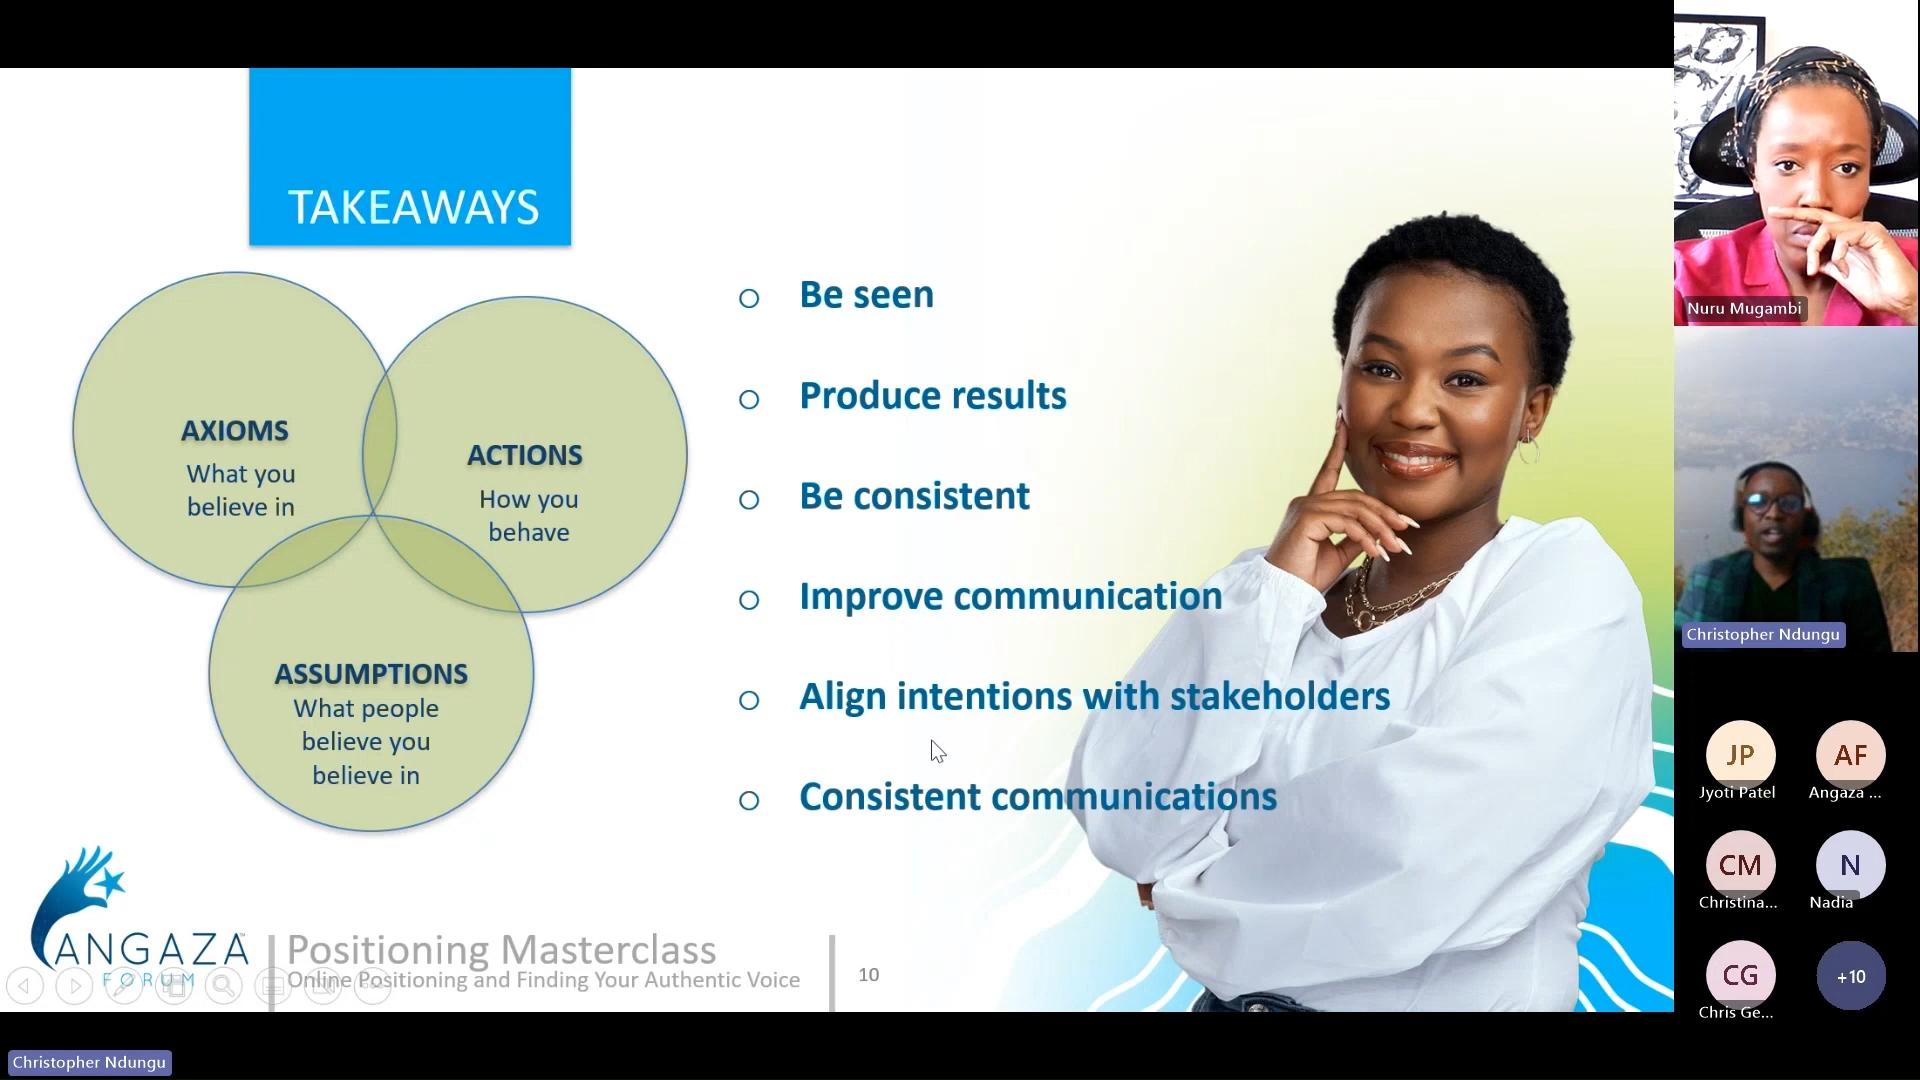 TAKEAWAYS
AXIOMS
What you
believe in
ACTIONS
How you
behave
ASSUMPTIONS
What people
believe you
believe in
Be seen
Produce results
Be consistent
Improve communication
Align intentions with stakeholders
Consistent communications
ANGAZA
FORUM
Positioning Masterclass
Online Positioning and Finding Your Authentic Voice
10
Nuru Mugambi
Christopher Ndungu
JP
Jyoti Patel
AF
Angaza ...
CM
Christina...
N
Nadia
CG
Chris Ge...
+10
Christopher Ndungu